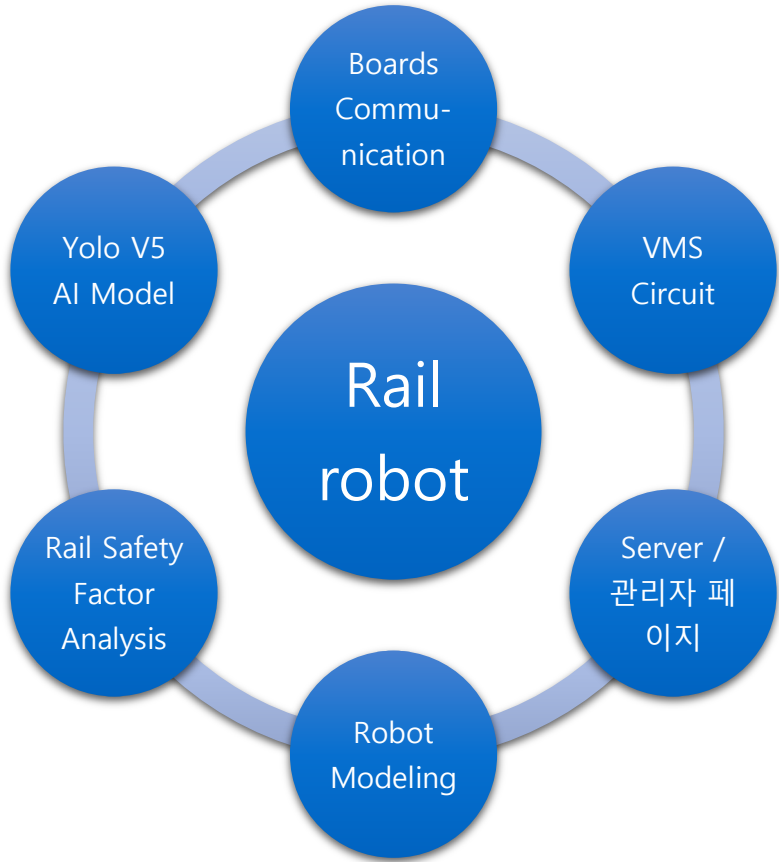 Boards
Commu-
nication
VMS
Circuit
Server /
관리자 페
이지
Robot
Modeling
Rail Safety
Factor
Analysis
Yolo V5
AI Model
Rail
robot